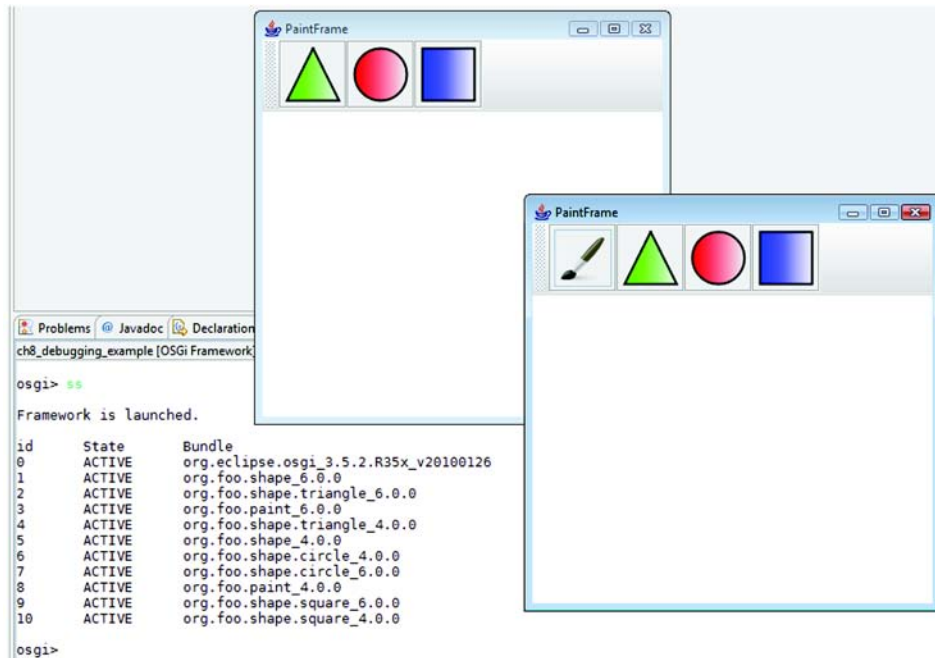 PaintFrame
PaintFrame
Problems @ Javadoc Declaration
ch8_debugging_example [OSGi Framework]
osgi> ss
Framework is launched.
id State Bundle
0 ACTIVE org.eclipse.osgi_3.5.2.R35x_v20100126
1 ACTIVE org.foo.shape_6.0.0
2 ACTIVE org.foo.shape.triangle_6.0.0
3 ACTIVE org.foo.paint_6.0.0
4 ACTIVE org.foo.shape.triangle_4.0.0
5 ACTIVE org.foo.shape_4.0.0
6 ACTIVE org.foo.shape.circle_4.0.0
7 ACTIVE org.foo.shape.circle_6.0.0
8 ACTIVE org.foo.paint_4.0.0
9 ACTIVE org.foo.shape.square_6.0.0
10 ACTIVE org.foo.shape.square_4.0.0
osgi>